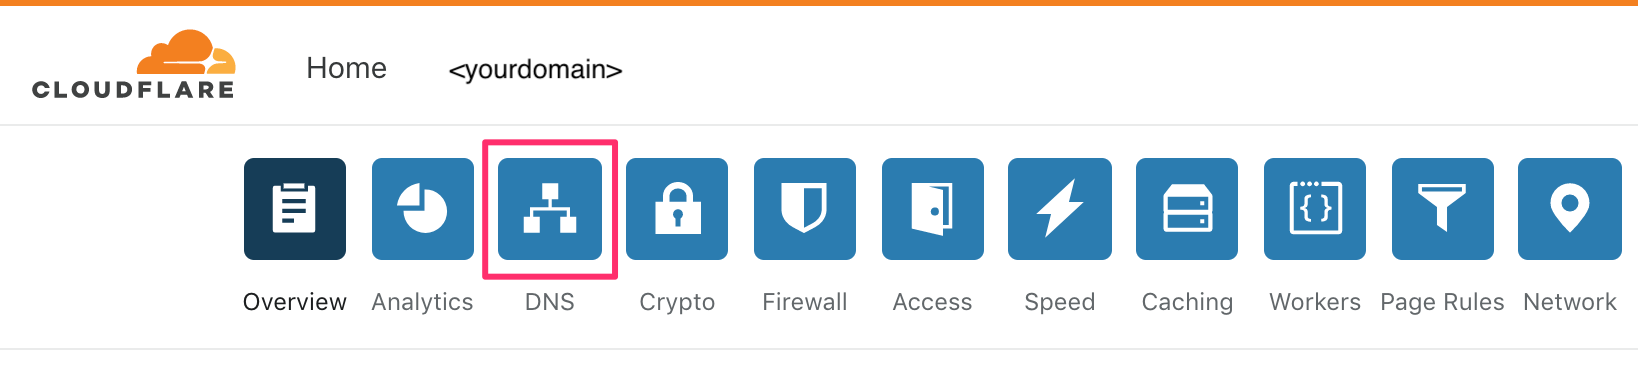 CLOUDFLARE
Home <yourdomain>
Overview Analytics DNS Crypto Firewall Access Speed Caching Workers Page Rules Network